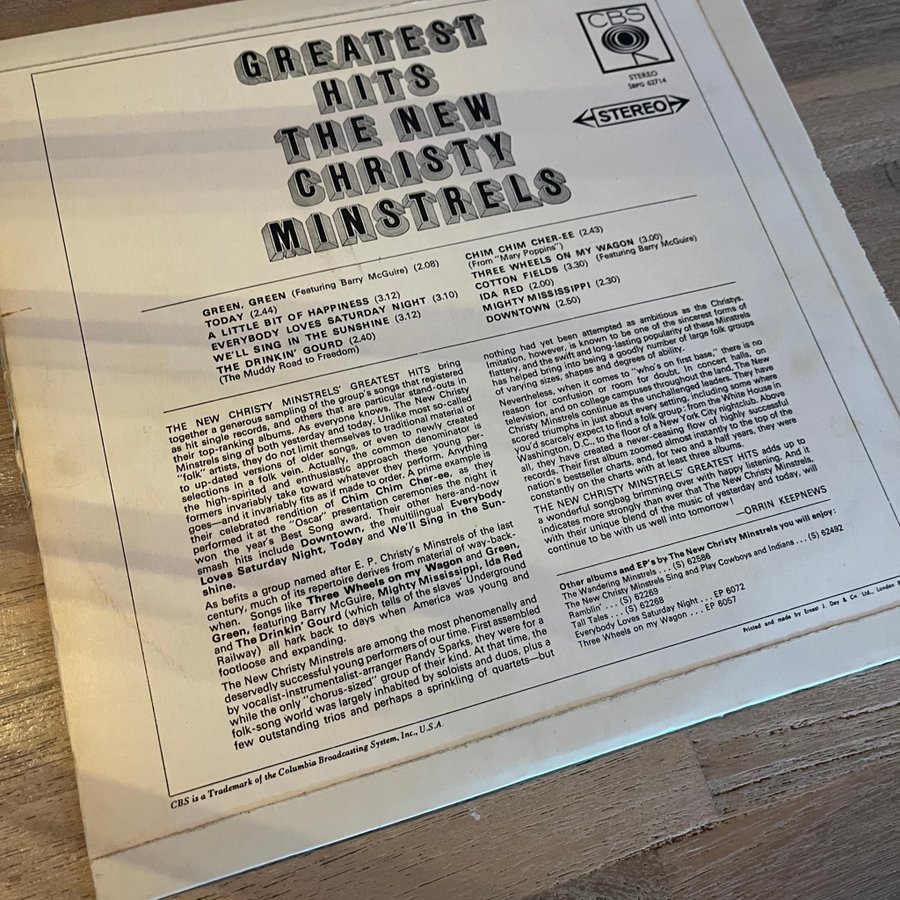 GREATEST
HITS
THE NEW
CHRISTY
MINSTRELS
CBS
STEREO
SBPG 62714
STEREO
GREEN, GREEN (Featuring Barry McGuire) (2.08)
TODAY (2.44)
A LITTLE BIT OF HAPPINESS (3.12)
EVERYBODY LOVES SATURDAY NIGHT (3.10)
WE'LL SING IN THE SUNSHINE (3.12)
THE DRINKIN' GOURD (2.40)
(The Muddy Road to Freedom)
CHIM CHIM CHER-EE (2.43)
(From "Mary Poppins")
THREE WHEELS ON MY WAGON (3.00)
COTTON FIELDS (3.30) (Featuring Barry McGuire)
IDA RED (2.00)
MIGHTY MISSISSIPPI (2.30)
DOWNTOWN (2.50)
THE NEW CHRISTY MINSTRELS' GREATEST HITS bring
together a generous sampling of the group's songs that registered
as hit single records, and others that are particular stand-outs in
their top-ranking albums. As everyone knows, The New Christy
Minstrels sing of both yesterday and today. Unlike most so-called
"folk" artists, they do not limit themselves to traditional material or
to up-dated versions of older songs, or even to newly created
selections in a folk vein. Actually, the common denominator is
the high-spirited and enthusiastic approach these young per-
formers invariably take toward whatever they perform. Anything
goes—and it invariably fits as if made to order. A prime example is
their celebrated rendition of Chim Chim Cher-ee, as they
performed it at the "Oscar" presentation ceremonies the night it
won the year's Best Song award. Their other here-and-now
smash hits include Downtown, the multilingual Everybody
Loves Saturday Night, Today and We'll Sing in the Sun-
shine.
As befits a group named after E. P. Christy's Minstrels of the last
century, much of its repertoire derives from material of way-back-
when. Songs like Three Wheels on my Wagon and Green,
Green, featuring Barry McGuire, Mighty Mississippi, Ida Red
and The Drinkin' Gourd (which tells of the slaves' Underground
Railway) all hark back to days when America was young and
footloose and expanding.
The New Christy Minstrels are among the most phenomenally and
deservedly successful young performers of our time. First assembled
by vocalist-instrumentalist-arranger Randy Sparks, they were for a
while the only "chorus-sized" group of their kind. At that time, the
folk-song world was largely inhabited by soloists and duos, plus a
few outstanding trios and perhaps a sprinkling of quartets—but
nothing had yet been attempted as ambitious as the Christys.
Imitation, however, is known to be one of the sincerest forms of
flattery, and the swift and long-lasting popularity of these Minstrels
has helped bring into being a goodly number of large folk groups
of varying sizes, shapes and degrees of ability.
Nevertheless, when it comes to "who's on first base," there is no
reason for confusion or room for doubt. In concert halls, on
television, and on college campuses throughout the land, The New
Christy Minstrels continue as the unchallenged leaders. They have
scored triumphs in just about every setting, including some where
you'd scarcely expect to find a folk group: from the White House in
Washington, D.C., to the floor of a New York City nightclub. Above
all, they have created a never-ceasing flow of highly successful
records. Their first album zoomed almost instantly to the top of the
nation's bestseller charts, and, for two and a half years, they were
constantly on the charts with at least three albums.
THE NEW CHRISTY MINSTRELS' GREATEST HITS adds up to
a wonderful songbag brimming over with happy listening. And it
indicates more strongly than ever that The New Christy Minstrels,
with their unique blend of the music of yesterday and today, will
continue to be with us well into tomorrow!
—ORRIN KEEPNEWS
Other albums and EP's by The New Christy Minstrels you will enjoy:
The Wandering Minstrels . . . (S) 62586
The New Christy Minstrels Sing and Play Cowboys and Indians . . . (S) 62492
Ramblin' . . . (S) 62269
Tall Tales . . . (S) 62268
Everybody Loves Saturday Night . . . EP 6072
Three Wheels on my Wagon . . . EP 6057
Printed and made by Ernest J. Day & Co. Ltd., London
CBS is a Trademark of the Columbia Broadcasting System, Inc., U.S.A.